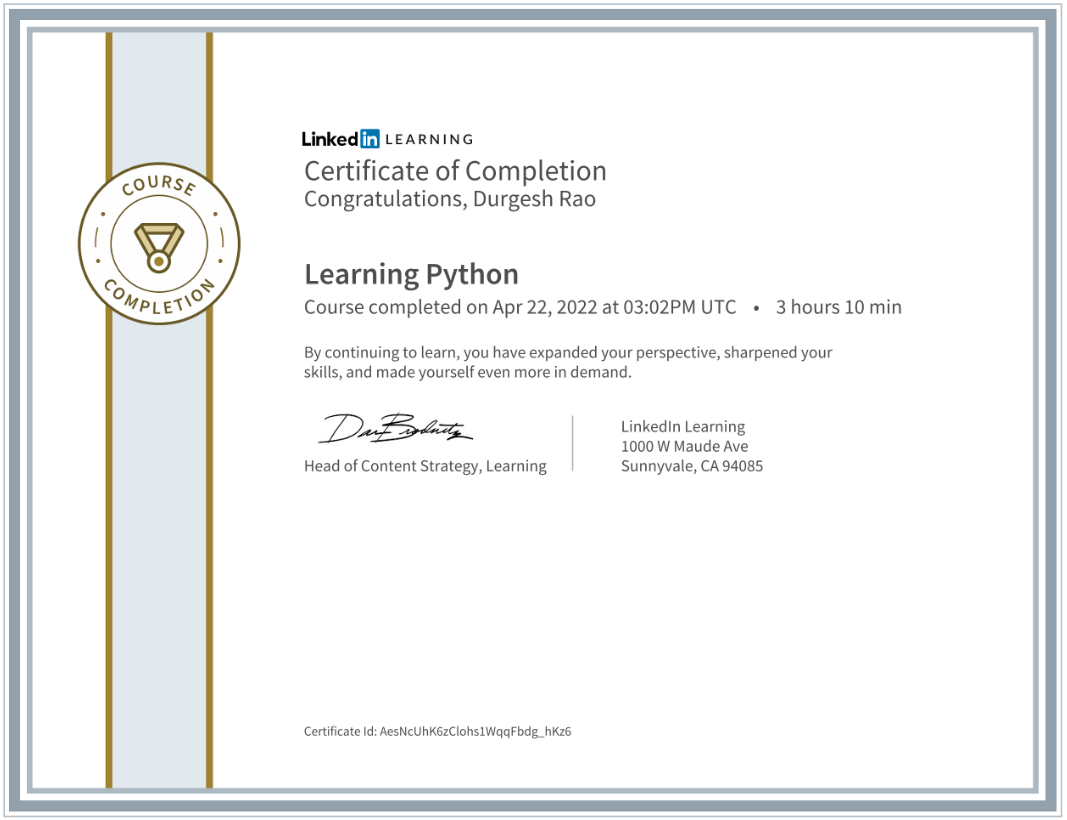 COURSE
COMPLETION
Linked in LEARNING
Certificate of Completion
Congratulations, Durgesh Rao
Learning Python
Course completed on Apr 22, 2022 at 03:02PM UTC • 3 hours 10 min
By continuing to learn, you have expanded your perspective, sharpened your
skills, and made yourself even more in demand.
Head of Content Strategy, Learning
LinkedIn Learning
1000 W Maude Ave
Sunnyvale, CA 94085
Certificate Id: AesNcUhK6zClohs1WqqFbdg_hKz6